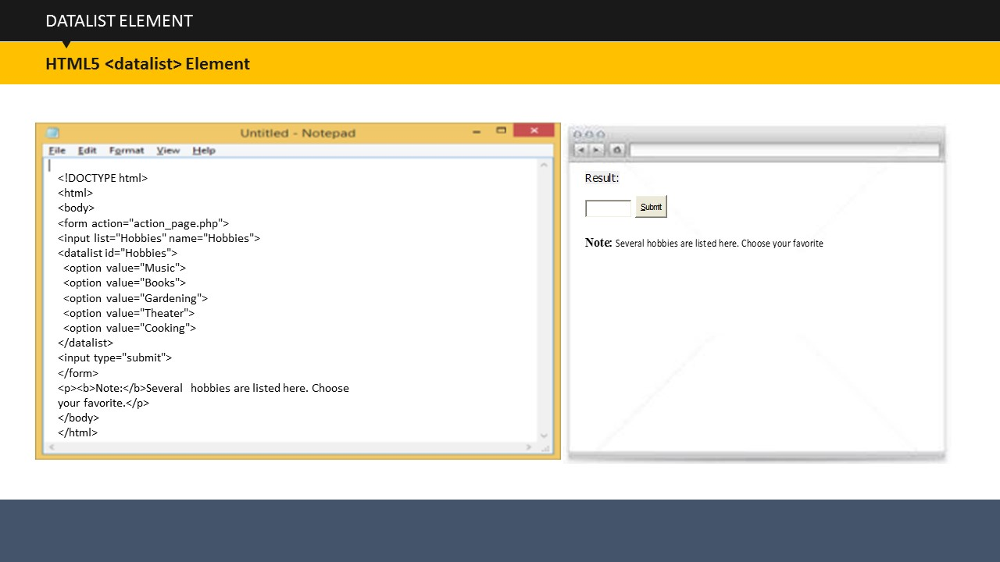 DATALIST ELEMENT
HTML5 <datalist> Element
Untitled - Notepad
File Edit Format View Help
<!DOCTYPE html>
<html>
<body>
<form action="action_page.php">
<input list="Hobbies" name="Hobbies">
<datalist id="Hobbies">
<option value="Music">
<option value="Books">
<option value="Gardening">
<option value="Theater">
<option value="Cooking">
</datalist>
<input type="submit">
</form>
<p><b>Note:</b>Several hobbies are listed here. Choose
your favorite.</p>
</body>
</html>
Result:
Submit
Note: Several hobbies are listed here. Choose your favorite